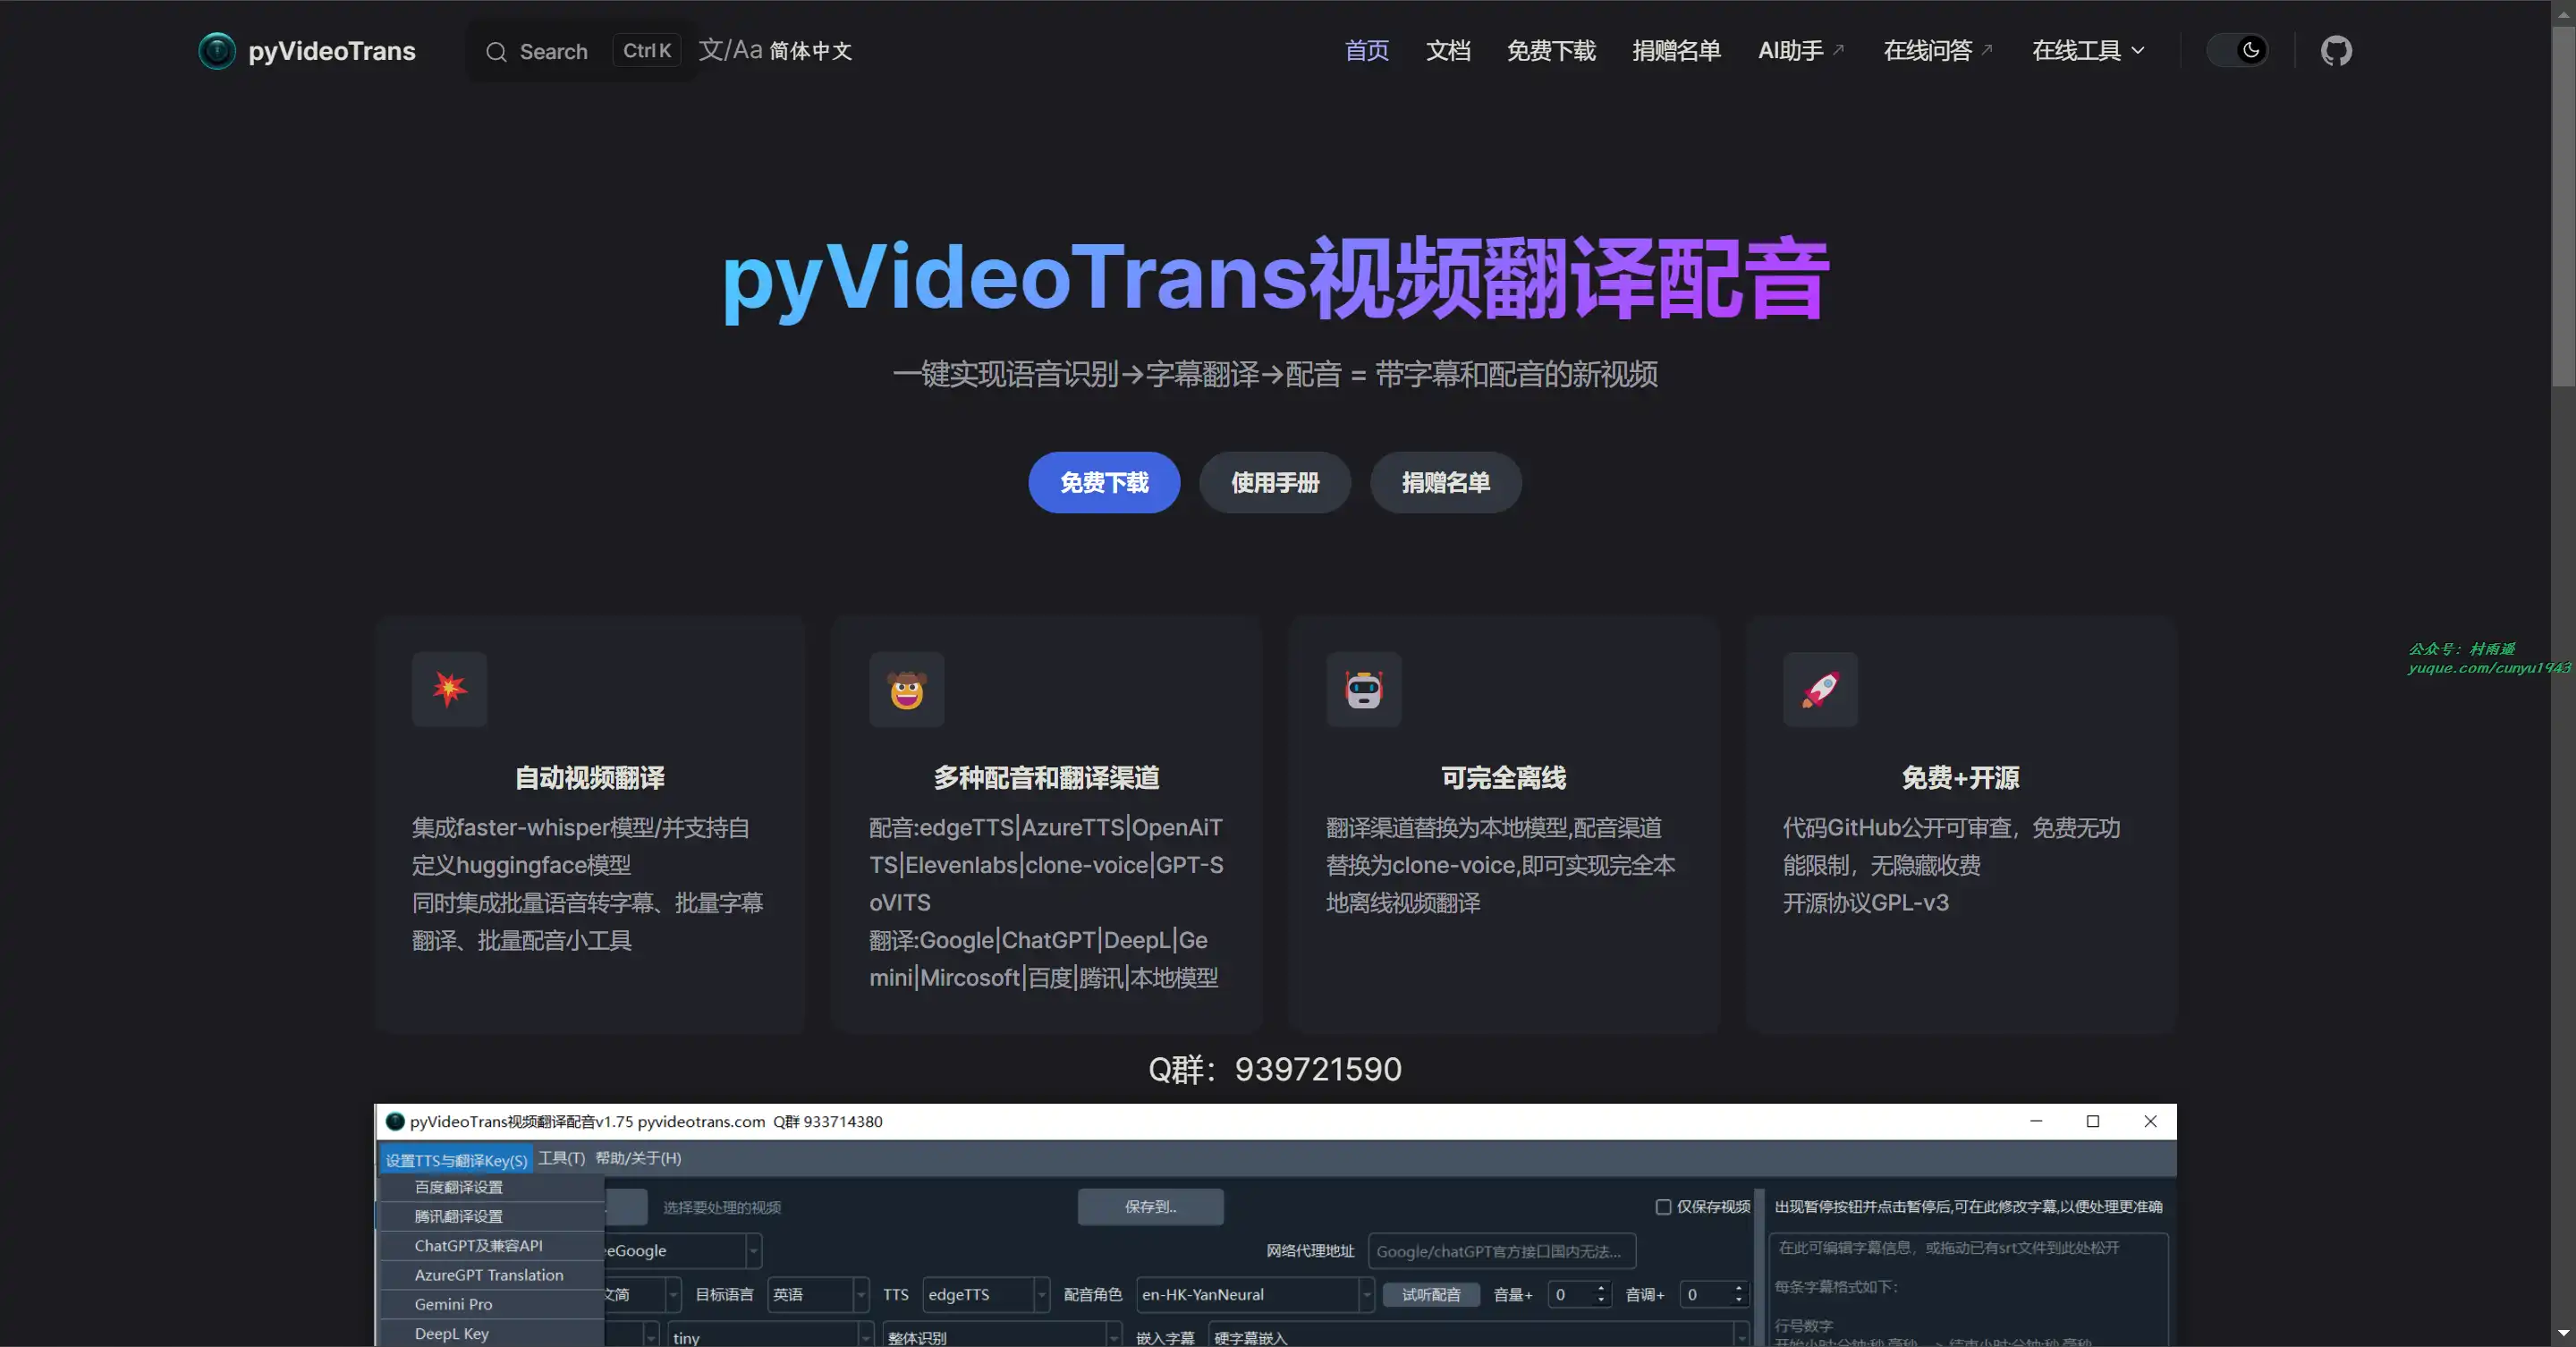 pyVideoTrans
Search
Ctrl K
文/Aa 简体中文
首页
文档
免费下载
捐赠名单
AI助手
在线问答
在线工具
pyVideoTrans视频翻译配音
一键实现语音识别→字幕翻译→配音 = 带字幕和配音的新视频
免费下载
使用手册
捐赠名单
自动视频翻译
集成faster-whisper模型/并支持自
定义huggingface模型
同时集成批量语音转字幕、批量字幕
翻译、批量配音小工具
多种配音和翻译渠道
配音:edgeTTS|AzureTTS|OpenAiT
TS|Elevenlabs|clone-voice|GPT-S
oVITS
翻译:Google|ChatGPT|DeepL|Ge
mini|Mircosoft|百度|腾讯|本地模型
可完全离线
翻译渠道替换为本地模型,配音渠道
替换为clone-voice,即可实现完全本
地离线视频翻译
免费+开源
代码GitHub公开可审查，免费无功
能限制，无隐藏收费
开源协议GPL-v3
公众号：村雨遥
yuque.com/cunyu1943
Q群：939721590
pyVideoTrans视频翻译配音v1.75 pyvideotrans.com Q群 933714380
设置TTS与翻译Key(S) 工具(T) 帮助/关于(H)
百度翻译设置
腾讯翻译设置
ChatGPT及兼容API
AzureGPT Translation
Gemini Pro
DeepL Key
选择要处理的视频
保存到..
仅保存视频
eGoogle
网络代理地址
Google/chatGPT官方接口国内无法...
文简
目标语言
英语
TTS
edgeTTS
配音角色
en-HK-YanNeural
试听配音
音量+
0
音调+
0
tiny
整体识别
嵌入字幕
硬字幕嵌入
出现暂停按钮并点击暂停后,可在此修改字幕,以便处理更准确
在此可编辑字幕信息，或拖动已有srt文件到此处松开
每条字幕格式如下:
行号数字